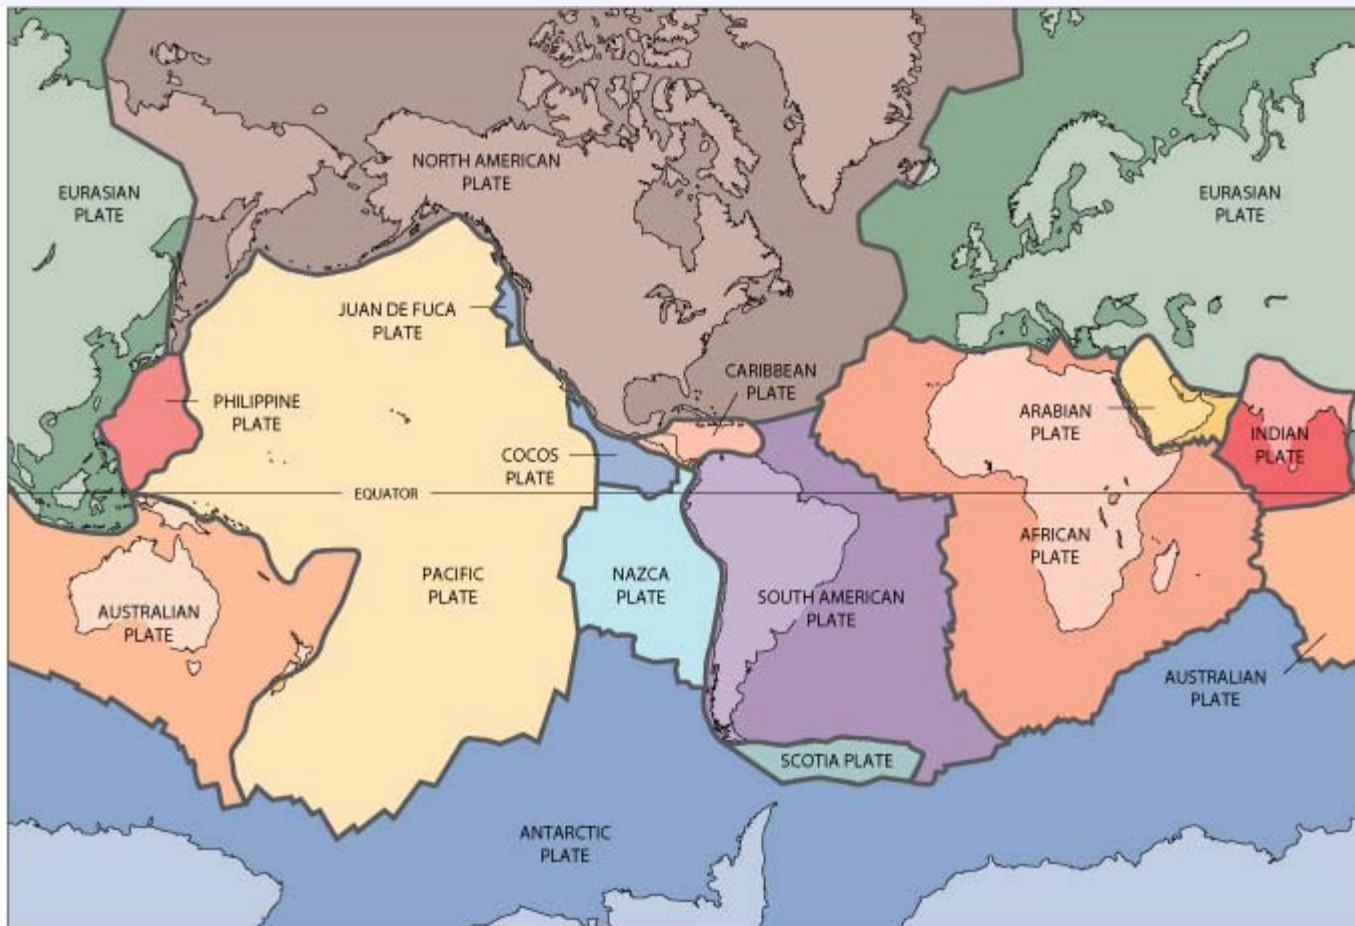 NORTH AMERICAN
PLATE
EURASIAN
PLATE
EURASIAN
PLATE
JUAN DE FUCA
PLATE
CARIBBEAN
PLATE
PHILIPPINE
PLATE
ARABIAN
PLATE
INDIAN
PLATE
COCOS
PLATE
EQUATOR
AFRICAN
PLATE
PACIFIC
PLATE
NAZCA
PLATE
SOUTH AMERICAN
PLATE
AUSTRALIAN
PLATE
AUSTRALIAN
PLATE
SCOTIA PLATE
ANTARCTIC
PLATE